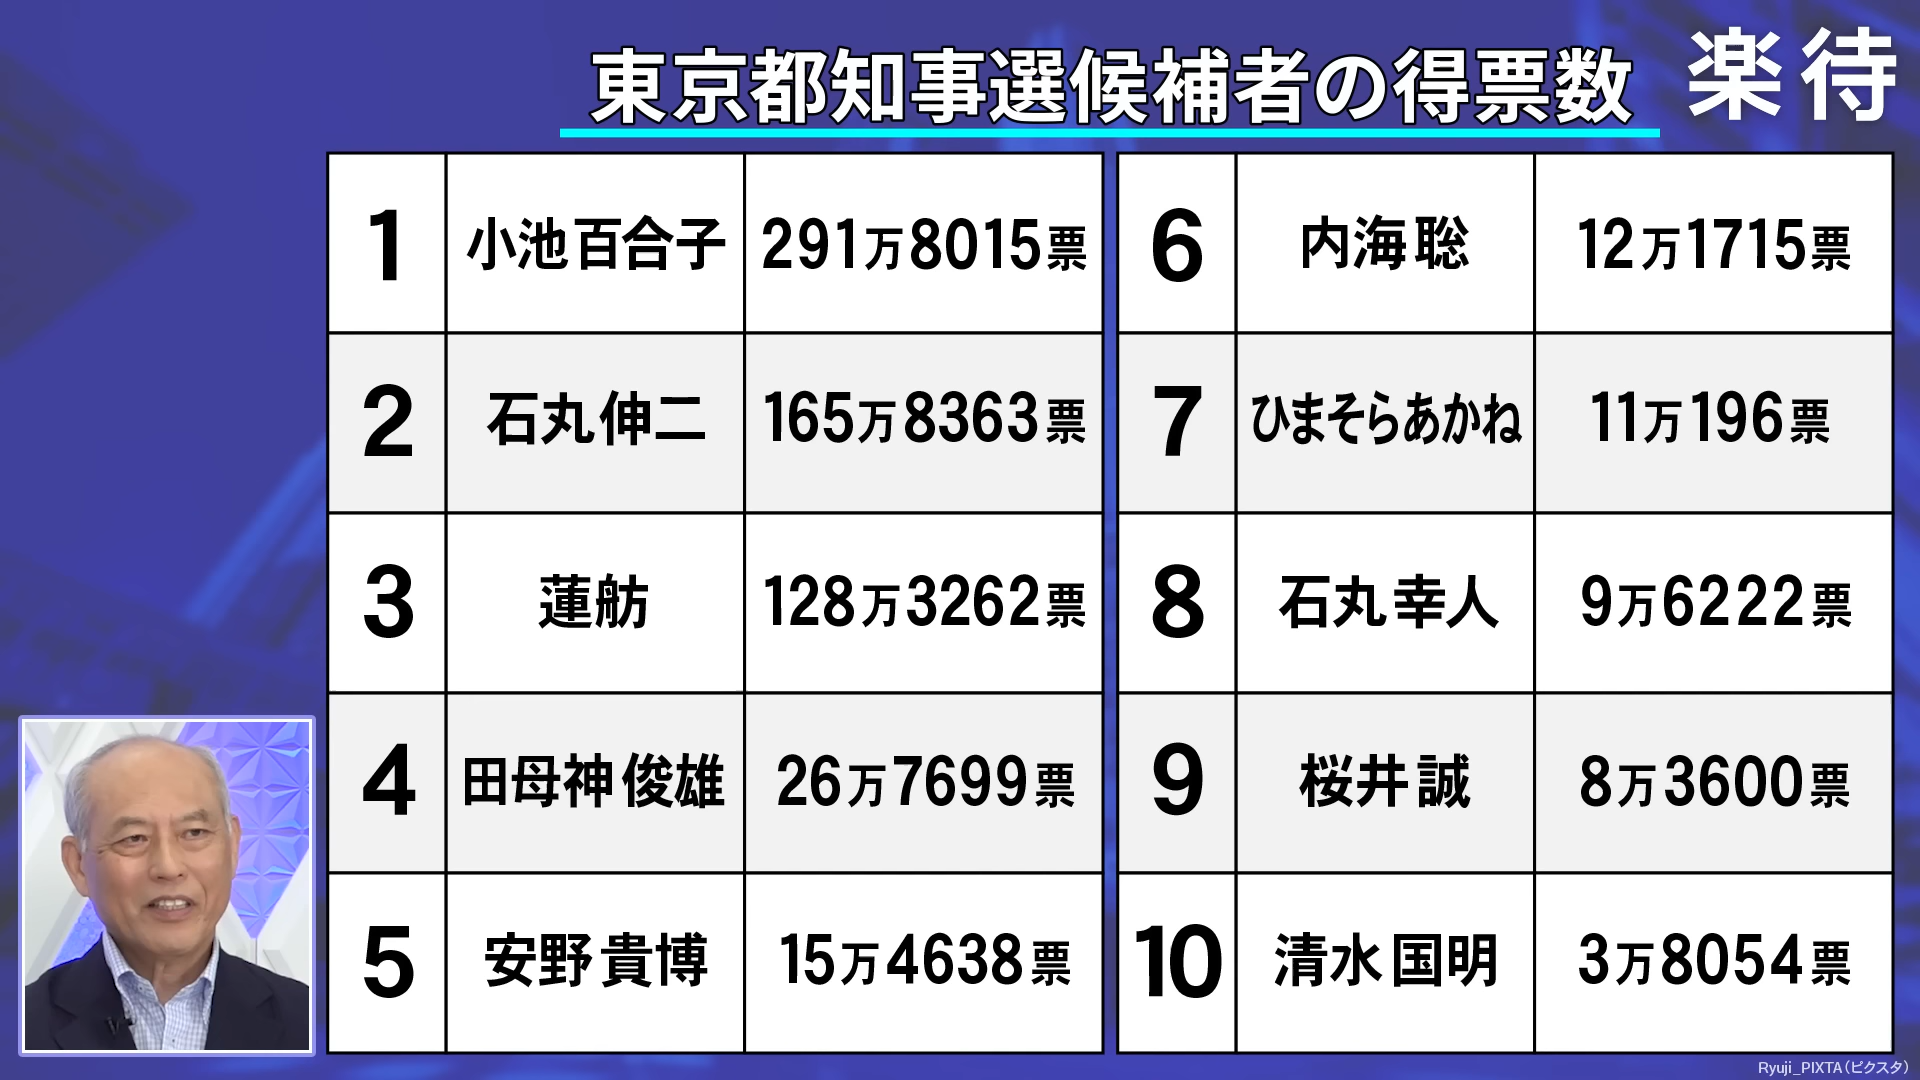 東京都知事選候補者の得票数
楽待
1 小池百合子 291万8015票
2 石丸伸二 165万8363票
3 蓮舫 128万3262票
4 田母神俊雄 26万7699票
5 安野貴博 15万4638票
6 内海聡 12万1715票
7 ひまそらあかね 11万196票
8 石丸幸人 9万6222票
9 桜井誠 8万3600票
10 清水国明 3万8054票
Ryuji_PIXTA(ピクスタ)